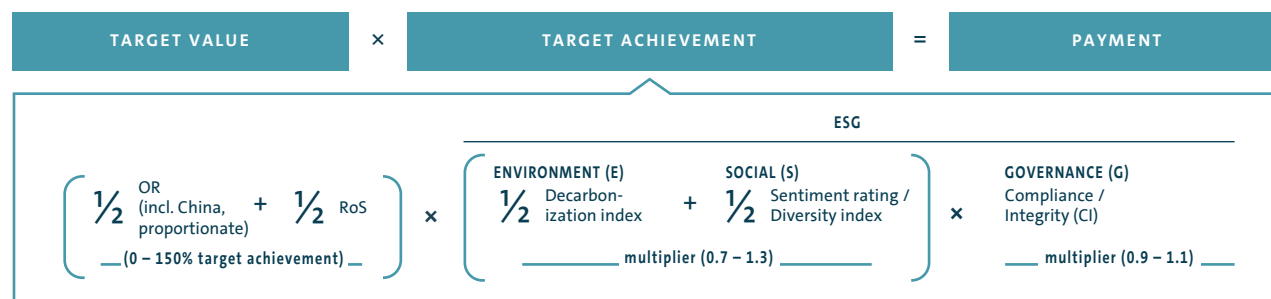 TARGET VALUE × TARGET ACHIEVEMENT = PAYMENT
ESG
½ OR
(incl. China,
proportionate)
+ ½ RoS
(0 – 150% target achievement)
×
ENVIRONMENT (E)
½ Decarbon-
ization index
+
SOCIAL (S)
½ Sentiment rating /
Diversity index
multiplier (0.7 – 1.3)
×
GOVERNANCE (G)
Compliance /
Integrity (CI)
multiplier (0.9 – 1.1)